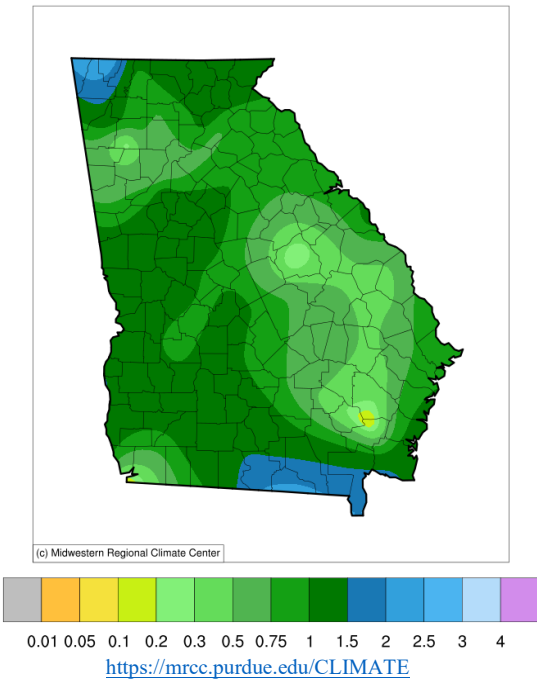 (c) Midwestern Regional Climate Center
0.01 0.05 0.1 0.2 0.3 0.5 0.75 1 1.5 2 2.5 3 4
https://mrcc.purdue.edu/CLIMATE